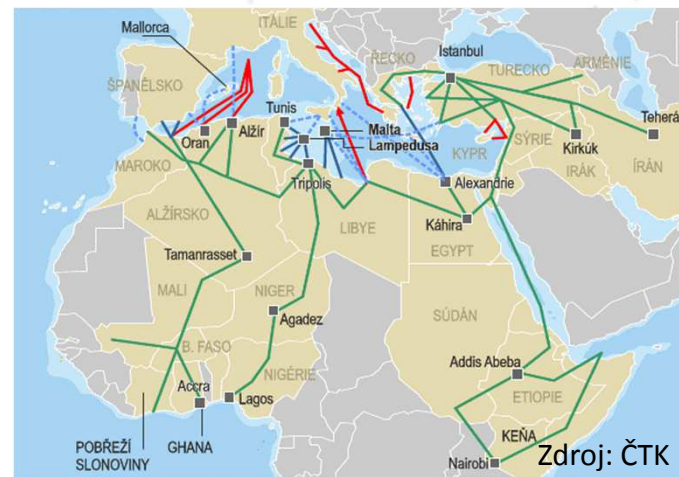 ITÁLIE
Mallorca
ŘECKO
Istanbul
ARMÉNIE
ŠPANĚLSKO
TURECKO
Tunis
Teherá
Oran
Alžír
Malta
Lampedusa
KYPR
SÝRIE
Kirkúk
MAROKO
Tripolis
Alexandrie
IRÁK
ÍRÁN
ALŽÍRSKO
LIBYE
Káhira
EGYPT
Tamanrasset
MALI
NIGER
SÚDÁN
Agadez
B. FASO
Addis Abeba
NIGÉRIE
Accra
Lagos
ETIOPIE
POBŘEŽÍ
SLONOVINY
GHANA
KEŇA
Nairobi
Zdroj: ČTK